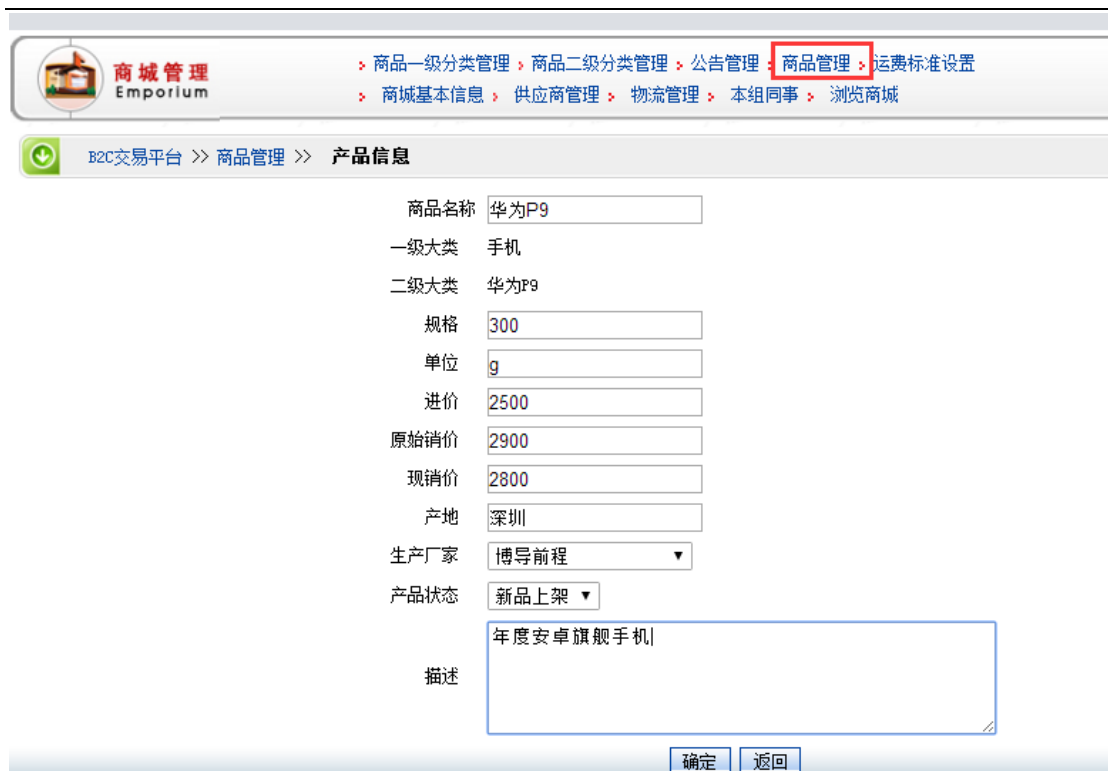 商城管理
Emporium
商品一级分类管理 商品二级分类管理 公告管理 商品管理 运费标准设置
商城基本信息 供应商管理 物流管理 本组同事 浏览商城
B2C交易平台 >> 商品管理 >> 产品信息
商品名称 华为P9
一级大类 手机
二级大类 华为P9
规格 300
单位 g
进价 2500
原始销价 2900
现销价 2800
产地 深圳
生产厂家 博导前程
产品状态 新品上架
描述 年度安卓旗舰手机
确定 返回